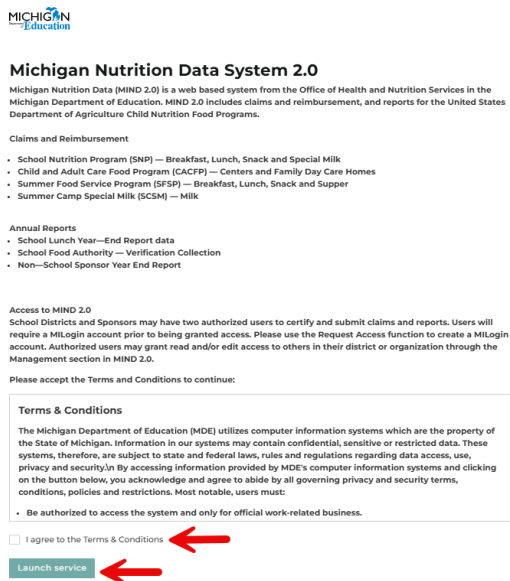 MICHIGAN
Department of Education
Michigan Nutrition Data System 2.0
Michigan Nutrition Data (MIND 2.0) is a web based system from the Office of Health and Nutrition Services in the
Michigan Department of Education. MIND 2.0 includes claims and reimbursement, and reports for the United States
Department of Agriculture Child Nutrition Food Programs.
Claims and Reimbursement
• School Nutrition Program (SNP) — Breakfast, Lunch, Snack and Special Milk
• Child and Adult Care Food Program (CACFP) — Centers and Family Day Care Homes
• Summer Food Service Program (SFSP) — Breakfast, Lunch, Snack and Supper
• Summer Camp Special Milk (SCSM) — Milk
Annual Reports
• School Lunch Year—End Report data
• School Food Authority — Verification Collection
• Non—School Sponsor Year End Report
Access to MIND 2.0
School Districts and Sponsors may have two authorized users to certify and submit claims and reports. Users will
require a MILogin account prior to being granted access. Please use the Request Access function to create a MILogin
account. Authorized users may grant read and/or edit access to others in their district or organization through the
Management section in MIND 2.0.
Please accept the Terms and Conditions to continue:
Terms & Conditions
The Michigan Department of Education (MDE) utilizes computer information systems which are the property of
the State of Michigan. Information in our systems may contain confidential, sensitive or restricted data. These
systems, therefore, are subject to state and federal laws, rules and regulations regarding data access, use,
privacy and security.\n By accessing information provided by MDE's computer information systems and clicking
on the button below, you acknowledge and agree to abide by all governing privacy and security terms,
conditions, policies and restrictions. Most notable, users must:
• Be authorized to access the system and only for official work-related business.
I agree to the Terms & Conditions
Launch service